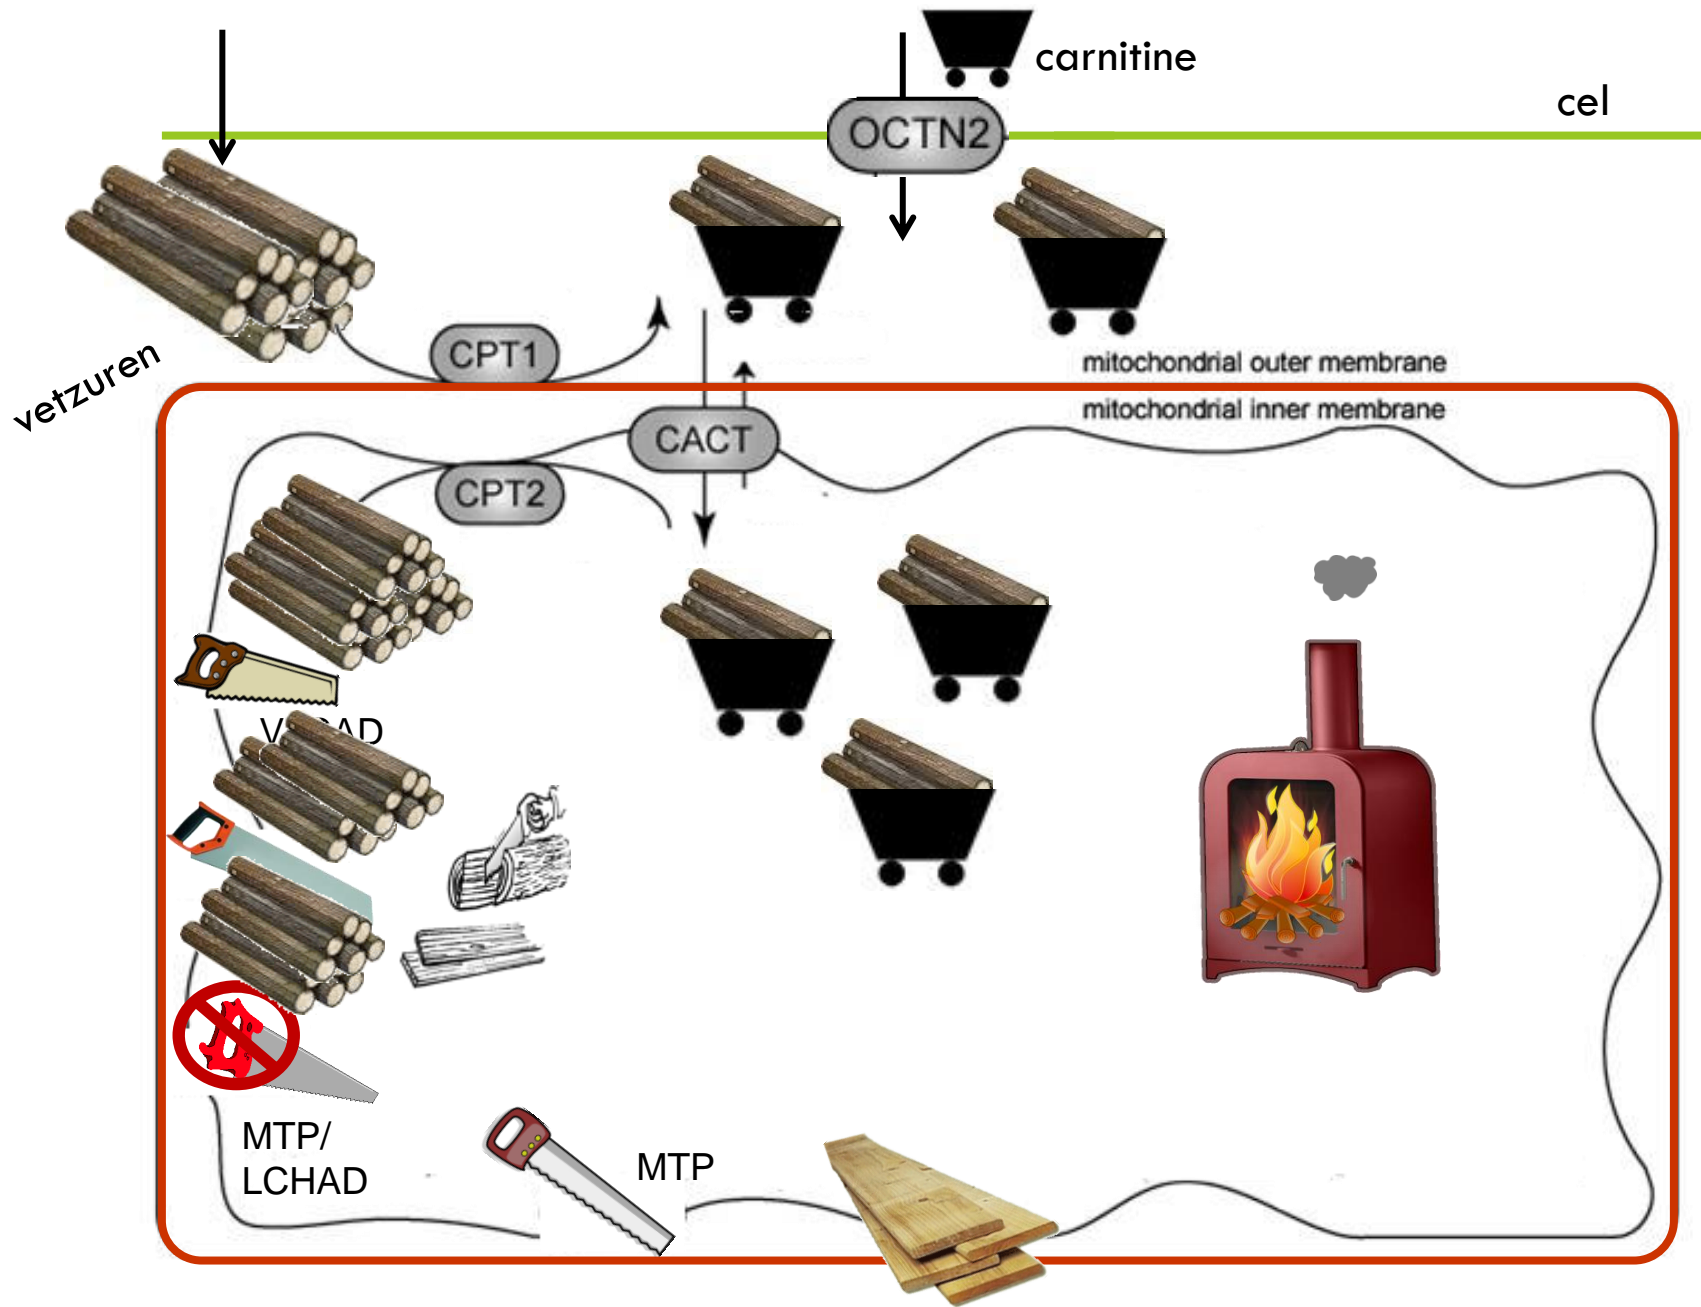 carnitine
cel
OCTN2
vetzuren
CPT1
mitochondrial outer membrane
mitochondrial inner membrane
CACT
CPT2
MTP/
LCHAD
MTP